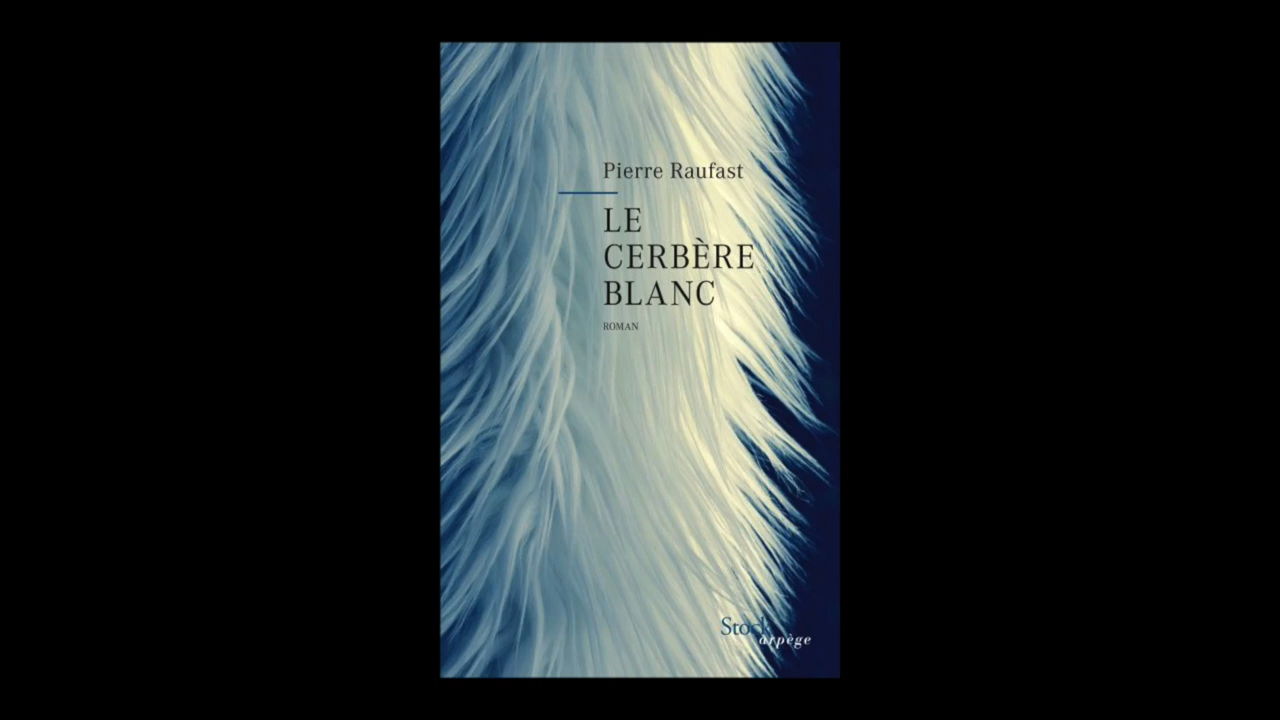 Pierre Raufast
LE
CERBÈRE
BLANC
ROMAN
Stock
arpège